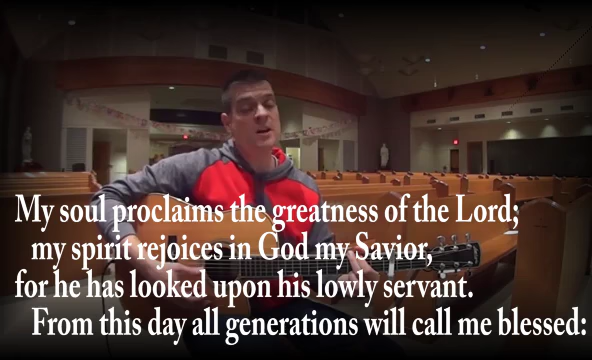 My soul proclaims the greatness of the Lord;
my spirit rejoices in God my Savior,
for he has looked upon his lowly servant.
From this day all generations will call me blessed: